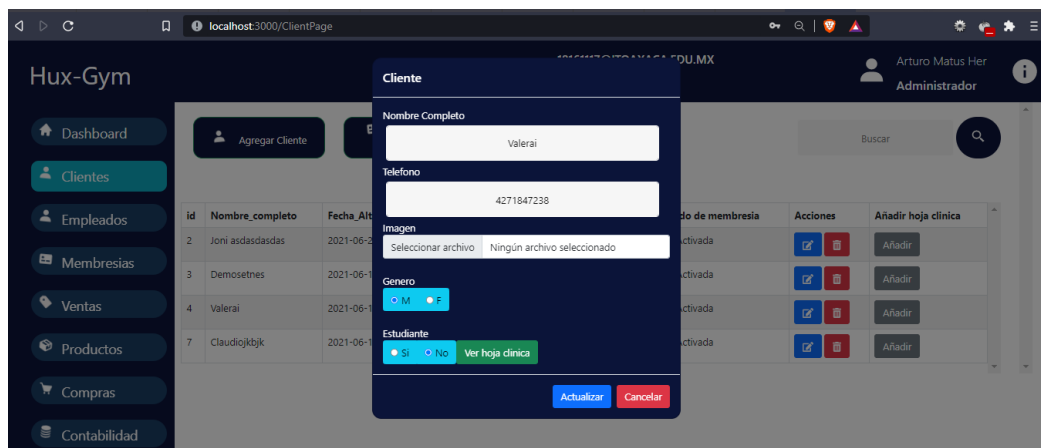 localhost:3000/ClientPage
Hux-Gym
Arturo Matus Her
Administrador
Dashboard
Clientes
Empleados
Membresias
Ventas
Productos
Compras
Contabilidad
Agregar Cliente
Buscar
id Nombre_completo Fecha_Alt do de membresia Acciones Añadir hoja clinica
2 Joni asdasdasdas 2021-06-2 Activada Añadir
3 Demosetnes 2021-06-1 Activada Añadir
4 Valerai 2021-06-1 Activada Añadir
7 Claudiojkbjk 2021-06-1 Activada Añadir
Cliente
Nombre Completo
Valerai
Telefono
4271847238
Imagen
Seleccionar archivo Ningún archivo seleccionado
Genero
M F
Estudiante
Si No Ver hoja clinica
Actualizar Cancelar